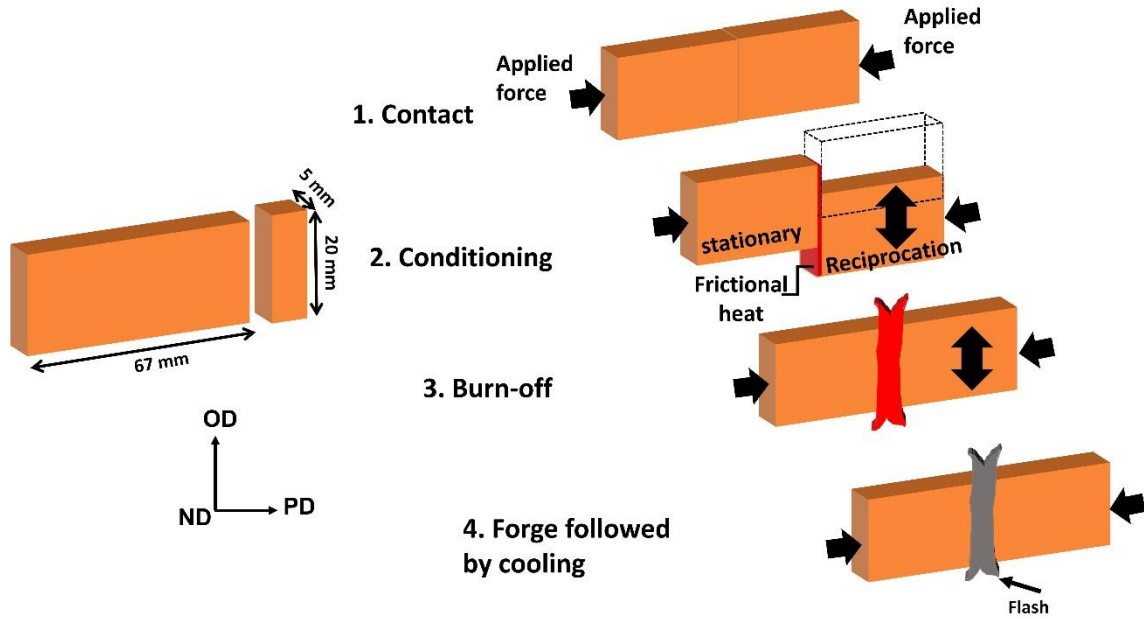 Applied
force
Applied
force
1. Contact
5 mm
20 mm
67 mm
2. Conditioning
stationary
Reciprocation
Frictional
heat
3. Burn-off
OD
ND
PD
4. Forge followed
by cooling
Flash